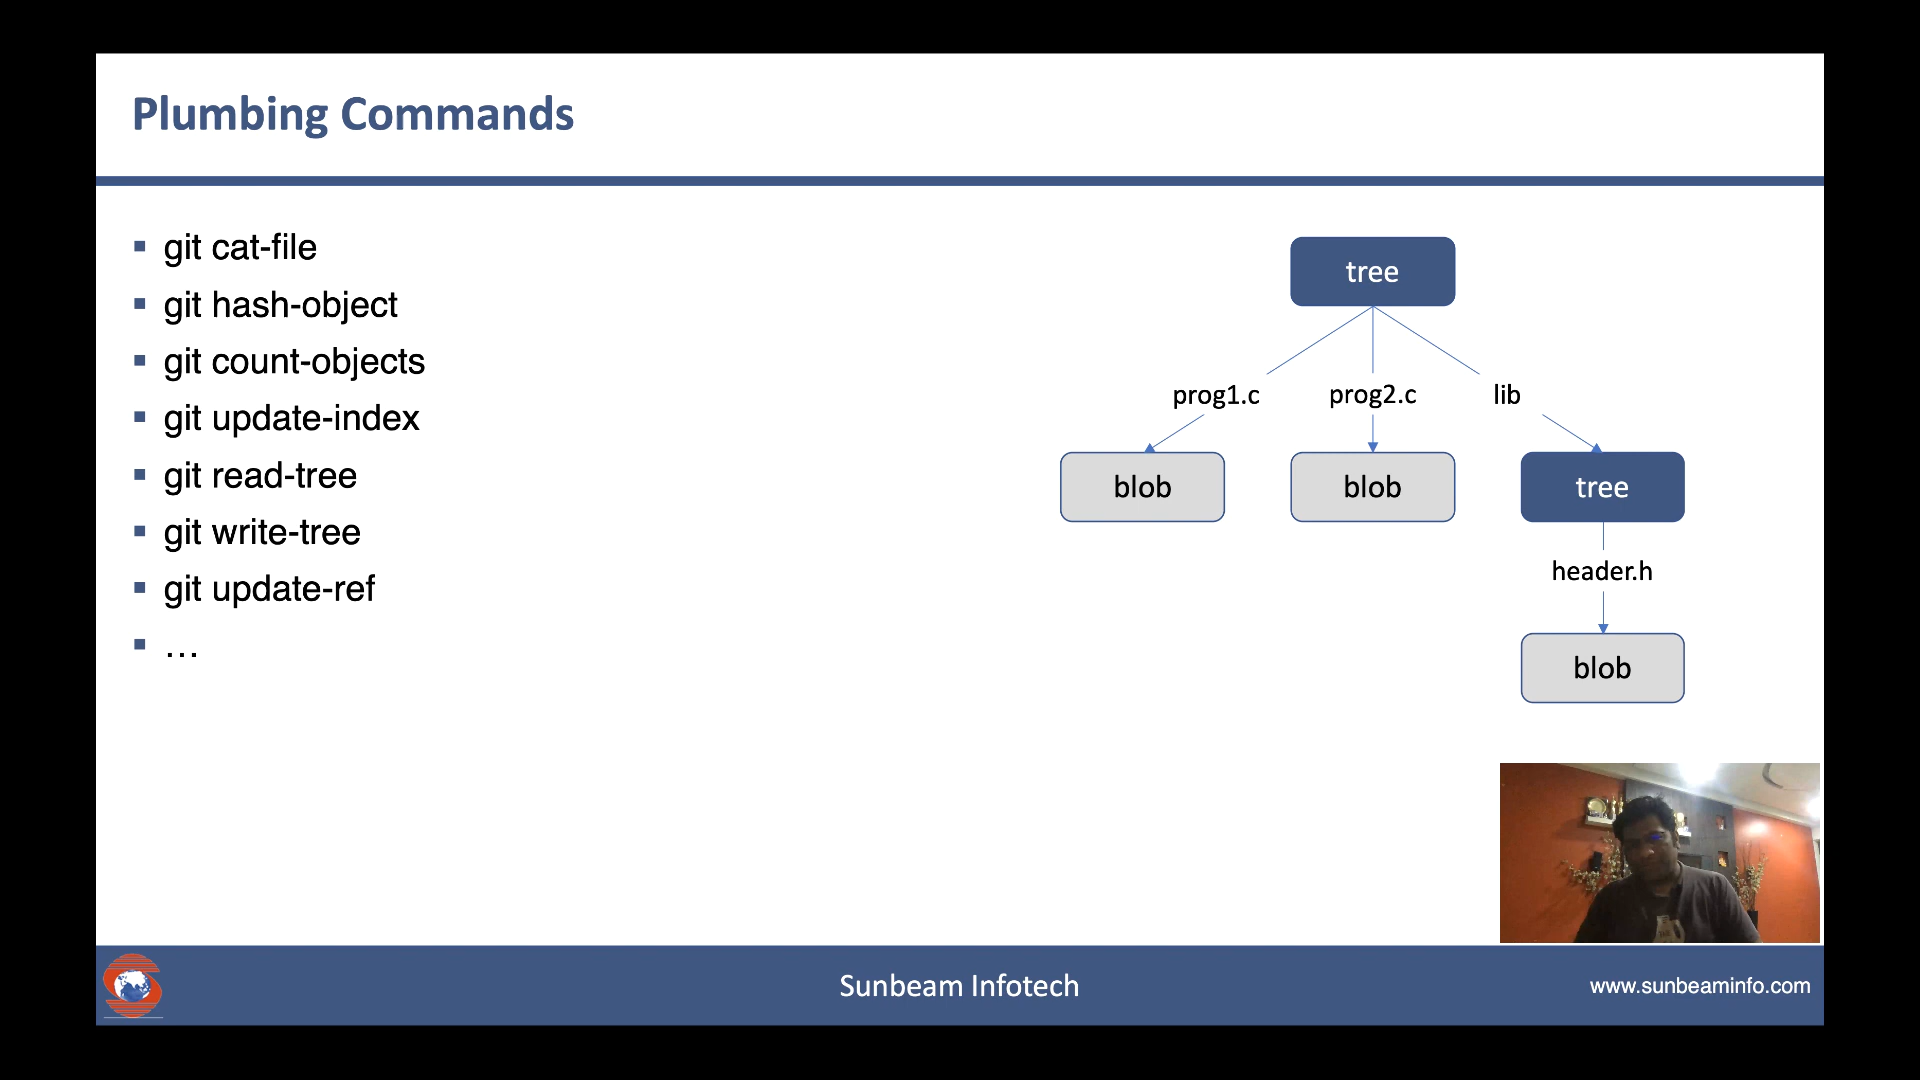 Plumbing Commands
git cat-file
git hash-object
git count-objects
git update-index
git read-tree
git write-tree
git update-ref
...
tree
prog1.c prog2.c lib
blob blob tree
header.h
blob
Sunbeam Infotech
www.sunbeaminfo.com